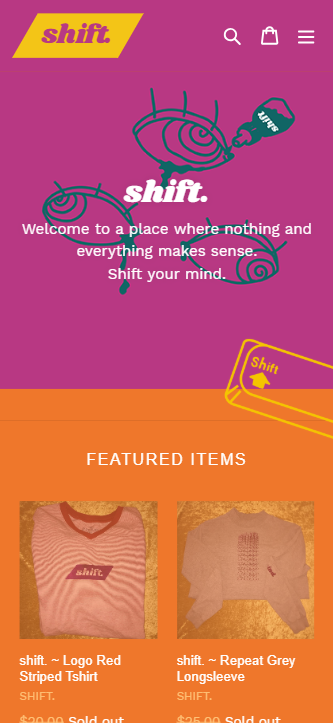 shift.
shift
shift.
Welcome to a place where nothing and
everything makes sense.
Shift your mind.
Shift
FEATURED ITEMS
shift.
shift. ~ Logo Red
Striped Tshirt
SHIFT.
$20.00 Sold out
shift. ~ Repeat Grey
Longsleeve
SHIFT.
$25.00 Sold out